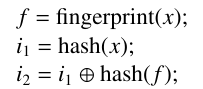 f = fingerprint(x);
i₁ = hash(x);
i₂ = i₁ ⊕ hash(f);